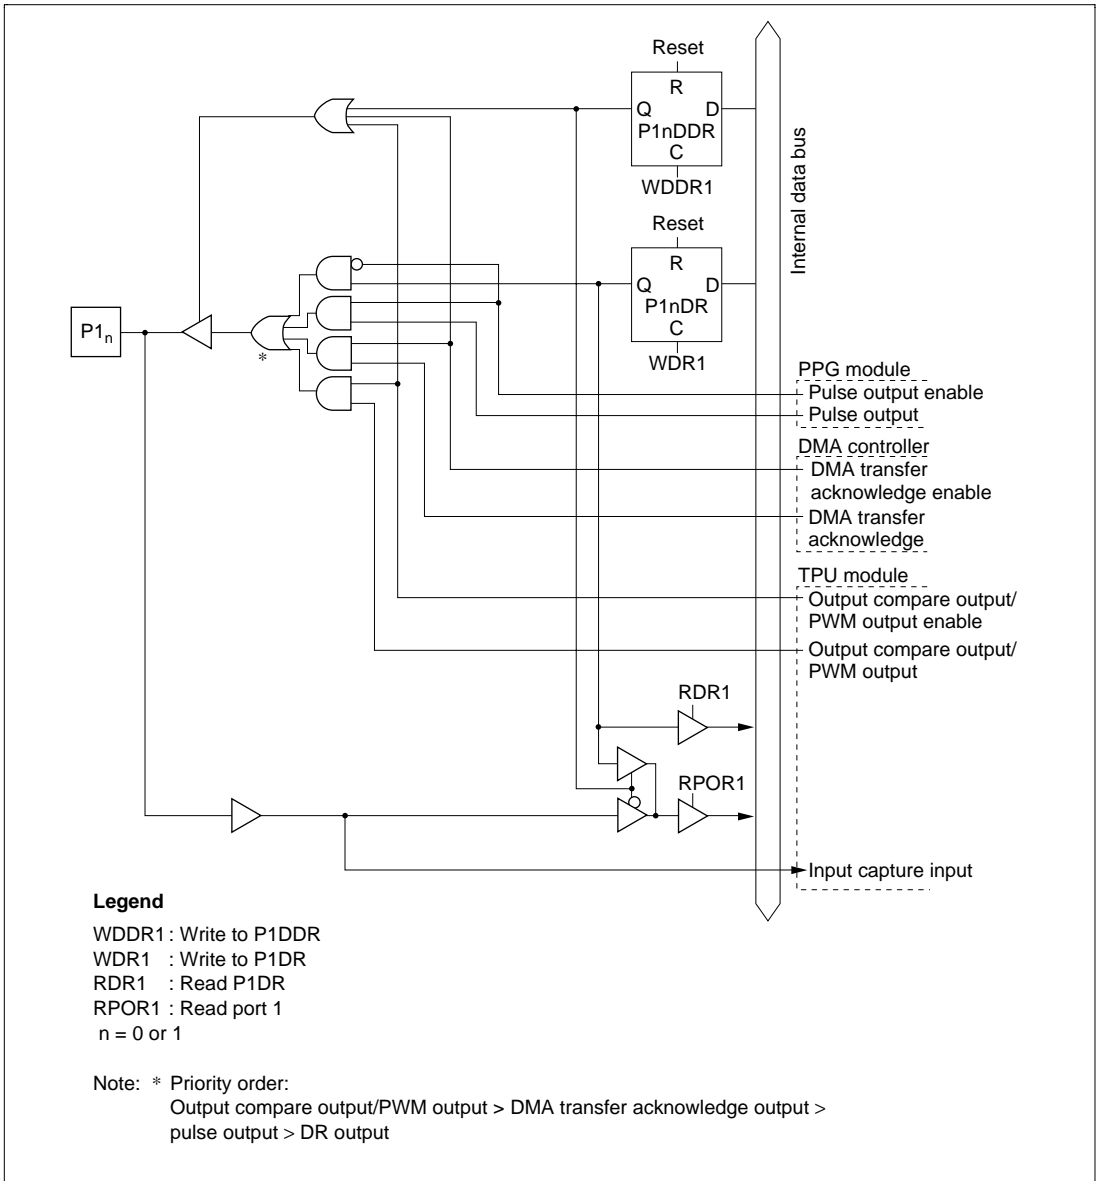 Reset
R
Q D
P1nDDR
C
WDDR1
Internal data bus
Reset
R
Q D
P1nDR
C
WDR1
P1n
*
PPG module
Pulse output enable
Pulse output
DMA controller
DMA transfer
acknowledge enable
DMA transfer
acknowledge
TPU module
Output compare output/
PWM output enable
Output compare output/
PWM output
RDR1
RPOR1
Input capture input
Legend
WDDR1 : Write to P1DDR
WDR1 : Write to P1DR
RDR1 : Read P1DR
RPOR1 : Read port 1
n = 0 or 1
Note: * Priority order:
Output compare output/PWM output > DMA transfer acknowledge output >
pulse output > DR output